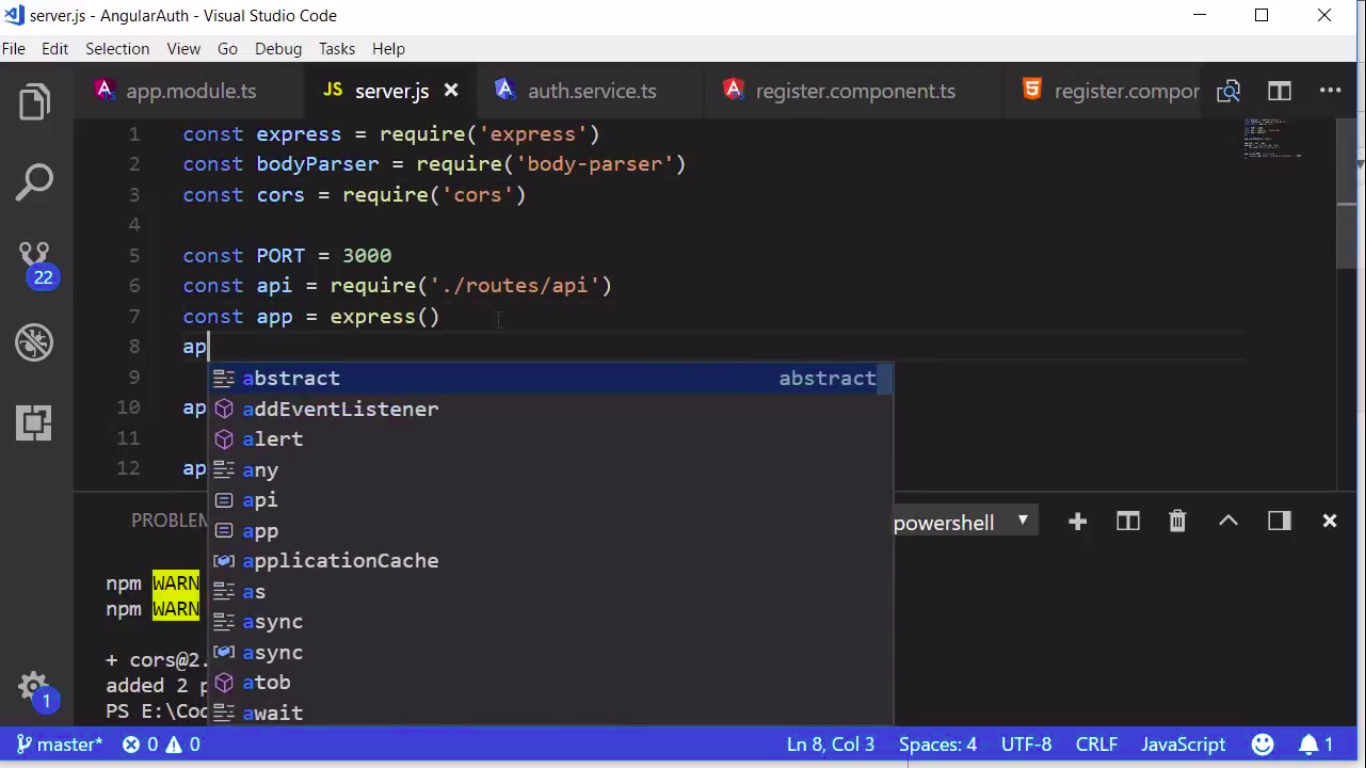 server.js - AngularAuth - Visual Studio Code
File Edit Selection View Go Debug Tasks Help
app.module.ts JS server.js auth.service.ts register.component.ts register.compor
1 const express = require('express')
2 const bodyParser = require('body-parser')
3 const cors = require('cors')
4
5 const PORT = 3000
6 const api = require('./routes/api')
7 const app = express()
8 ap
9
10 ap
11
12 ap
abstract abstract
addEventListener
alert
any
api
app
applicationCache
as
async
async
atob
await
PROBLEM powershell
npm WARN
npm WARN
+ cors@2.
added 2 p
PS E:\Coc
22
1
master* 0 0 Ln 8, Col 3 Spaces: 4 UTF-8 CRLF JavaScript 1